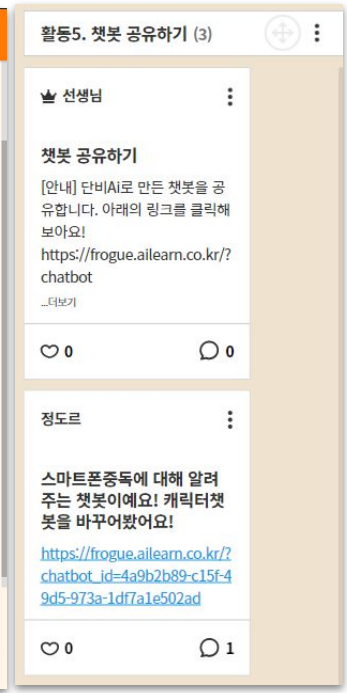 활동5. 챗봇 공유하기 (3)
선생님
챗봇 공유하기
[안내] 단비Ai로 만든 챗봇을 공
유합니다. 아래의 링크를 클릭해
보아요!
https://frogue.ailearn.co.kr/?
chatbot
...더보기
0
0
정도르
스마트폰중독에 대해 알려
주는 챗봇이예요! 캐릭터챗
봇을 바꾸어봤어요!
https://frogue.ailearn.co.kr/?
chatbot_id=4a9b2b89-c15f-4
9d5-973a-1df7a1e502ad
0
1